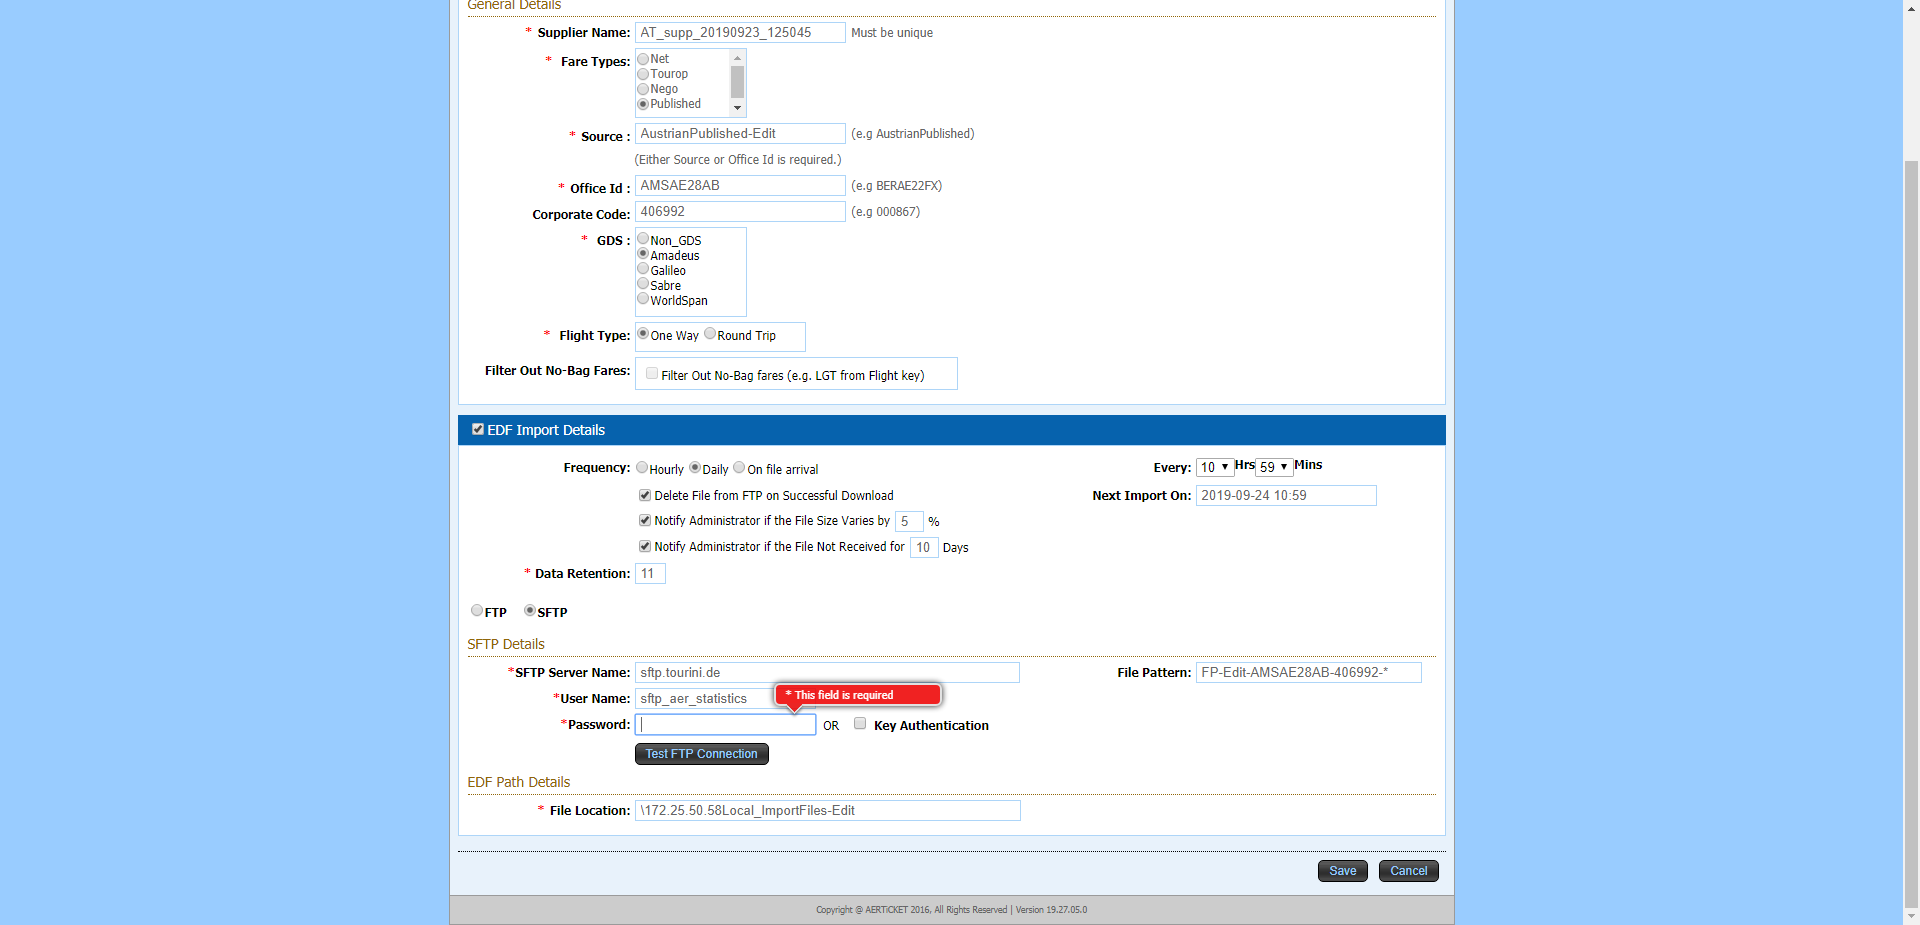 General Details
* Supplier Name: AT_supp_20190923_125045 Must be unique
* Fare Types: Net
Tourop
Nego
Published
* Source : AustrianPublished-Edit (e.g AustrianPublished)
(Either Source or Office Id is required.)
* Office Id : AMSAE28AB (e.g BERAE22FX)
Corporate Code: 406992 (e.g 000867)
* GDS : Non_GDS
Amadeus
Galileo
Sabre
WorldSpan
* Flight Type: One Way Round Trip
Filter Out No-Bag Fares: Filter Out No-Bag fares (e.g. LGT from Flight key)
EDF Import Details
Frequency: Hourly Daily On file arrival Every: 10 Hrs 59 Mins
Delete File from FTP on Successful Download Next Import On: 2019-09-24 10:59
Notify Administrator if the File Size Varies by 5 %
Notify Administrator if the File Not Received for 10 Days
* Data Retention: 11
FTP SFTP
SFTP Details
*SFTP Server Name: sftp.tourini.de File Pattern: FP-Edit-AMSAE28AB-406992-*
*User Name: sftp_aer_statistics * This field is required
*Password: OR Key Authentication
Test FTP Connection
EDF Path Details
* File Location: \172.25.50.58Local_ImportFiles-Edit
Save Cancel
Copyright @ AERTiCKET 2016, All Rights Reserved | Version 19.27.05.0